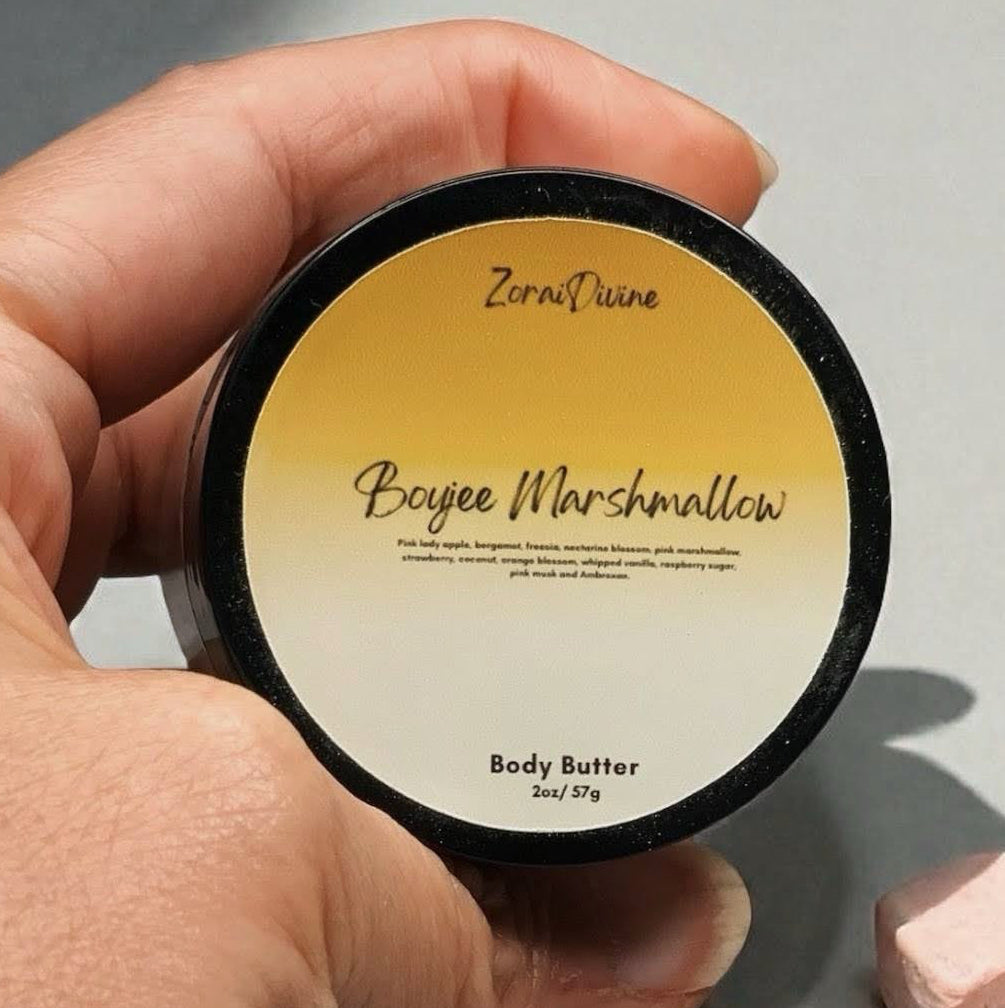 ZoraiDivine
Boujee Marshmallow
Pink lady apple, bergamot, freesia, nectarine blossom, pink marshmallow,
strawberry, coconut, orange blossom, whipped vanilla, raspberry sugar,
pink musk and Ambroxan.
Body Butter
2oz/ 57g